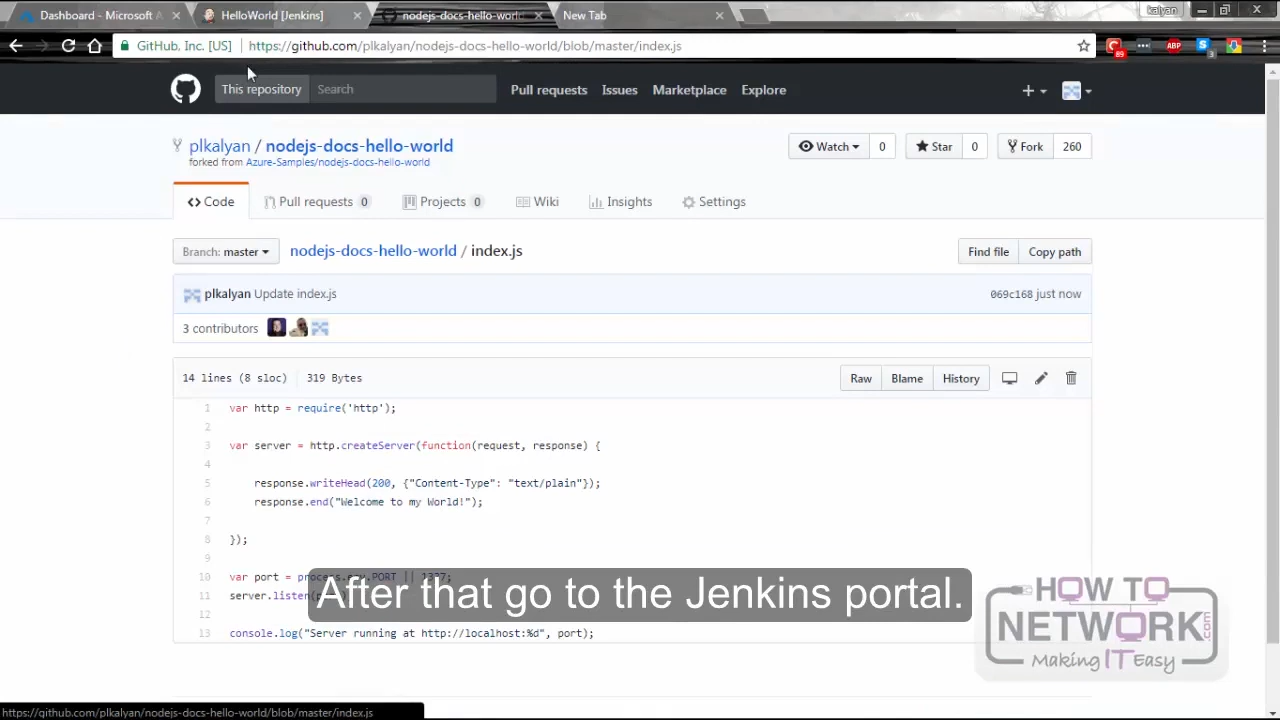 Dashboard - Microsoft A
HelloWorld [Jenkins]
nodejs-docs-hello-worl
New Tab
kalyan
GitHub, Inc. [US] https://github.com/plkalyan/nodejs-docs-hello-world/blob/master/index.js
89
ABP
3
This repository Search Pull requests Issues Marketplace Explore
plkalyan / nodejs-docs-hello-world
Watch 0 Star 0 Fork 260
forked from Azure-Samples/nodejs-docs-hello-world
Code Pull requests 0 Projects 0 Wiki Insights Settings
Branch: master nodejs-docs-hello-world / index.js Find file Copy path
plkalyan Update index.js 069c168 just now
3 contributors
14 lines (8 sloc) 319 Bytes Raw Blame History
1 var http = require('http');
2
3 var server = http.createServer(function(request, response) {
4
5 response.writeHead(200, {"Content-Type": "text/plain"});
6 response.end("Welcome to my World!");
7
8 });
9
10 var port = process.env.PORT || 1337;
11 server.listen(
12
13 console.log("Server running at http://localhost:%d", port);
After that go to the Jenkins portal.
HOW TO
NETWORK.com
Making IT Easy
https://github.com/plkalyan/nodejs-docs-hello-world/blob/master/index.js